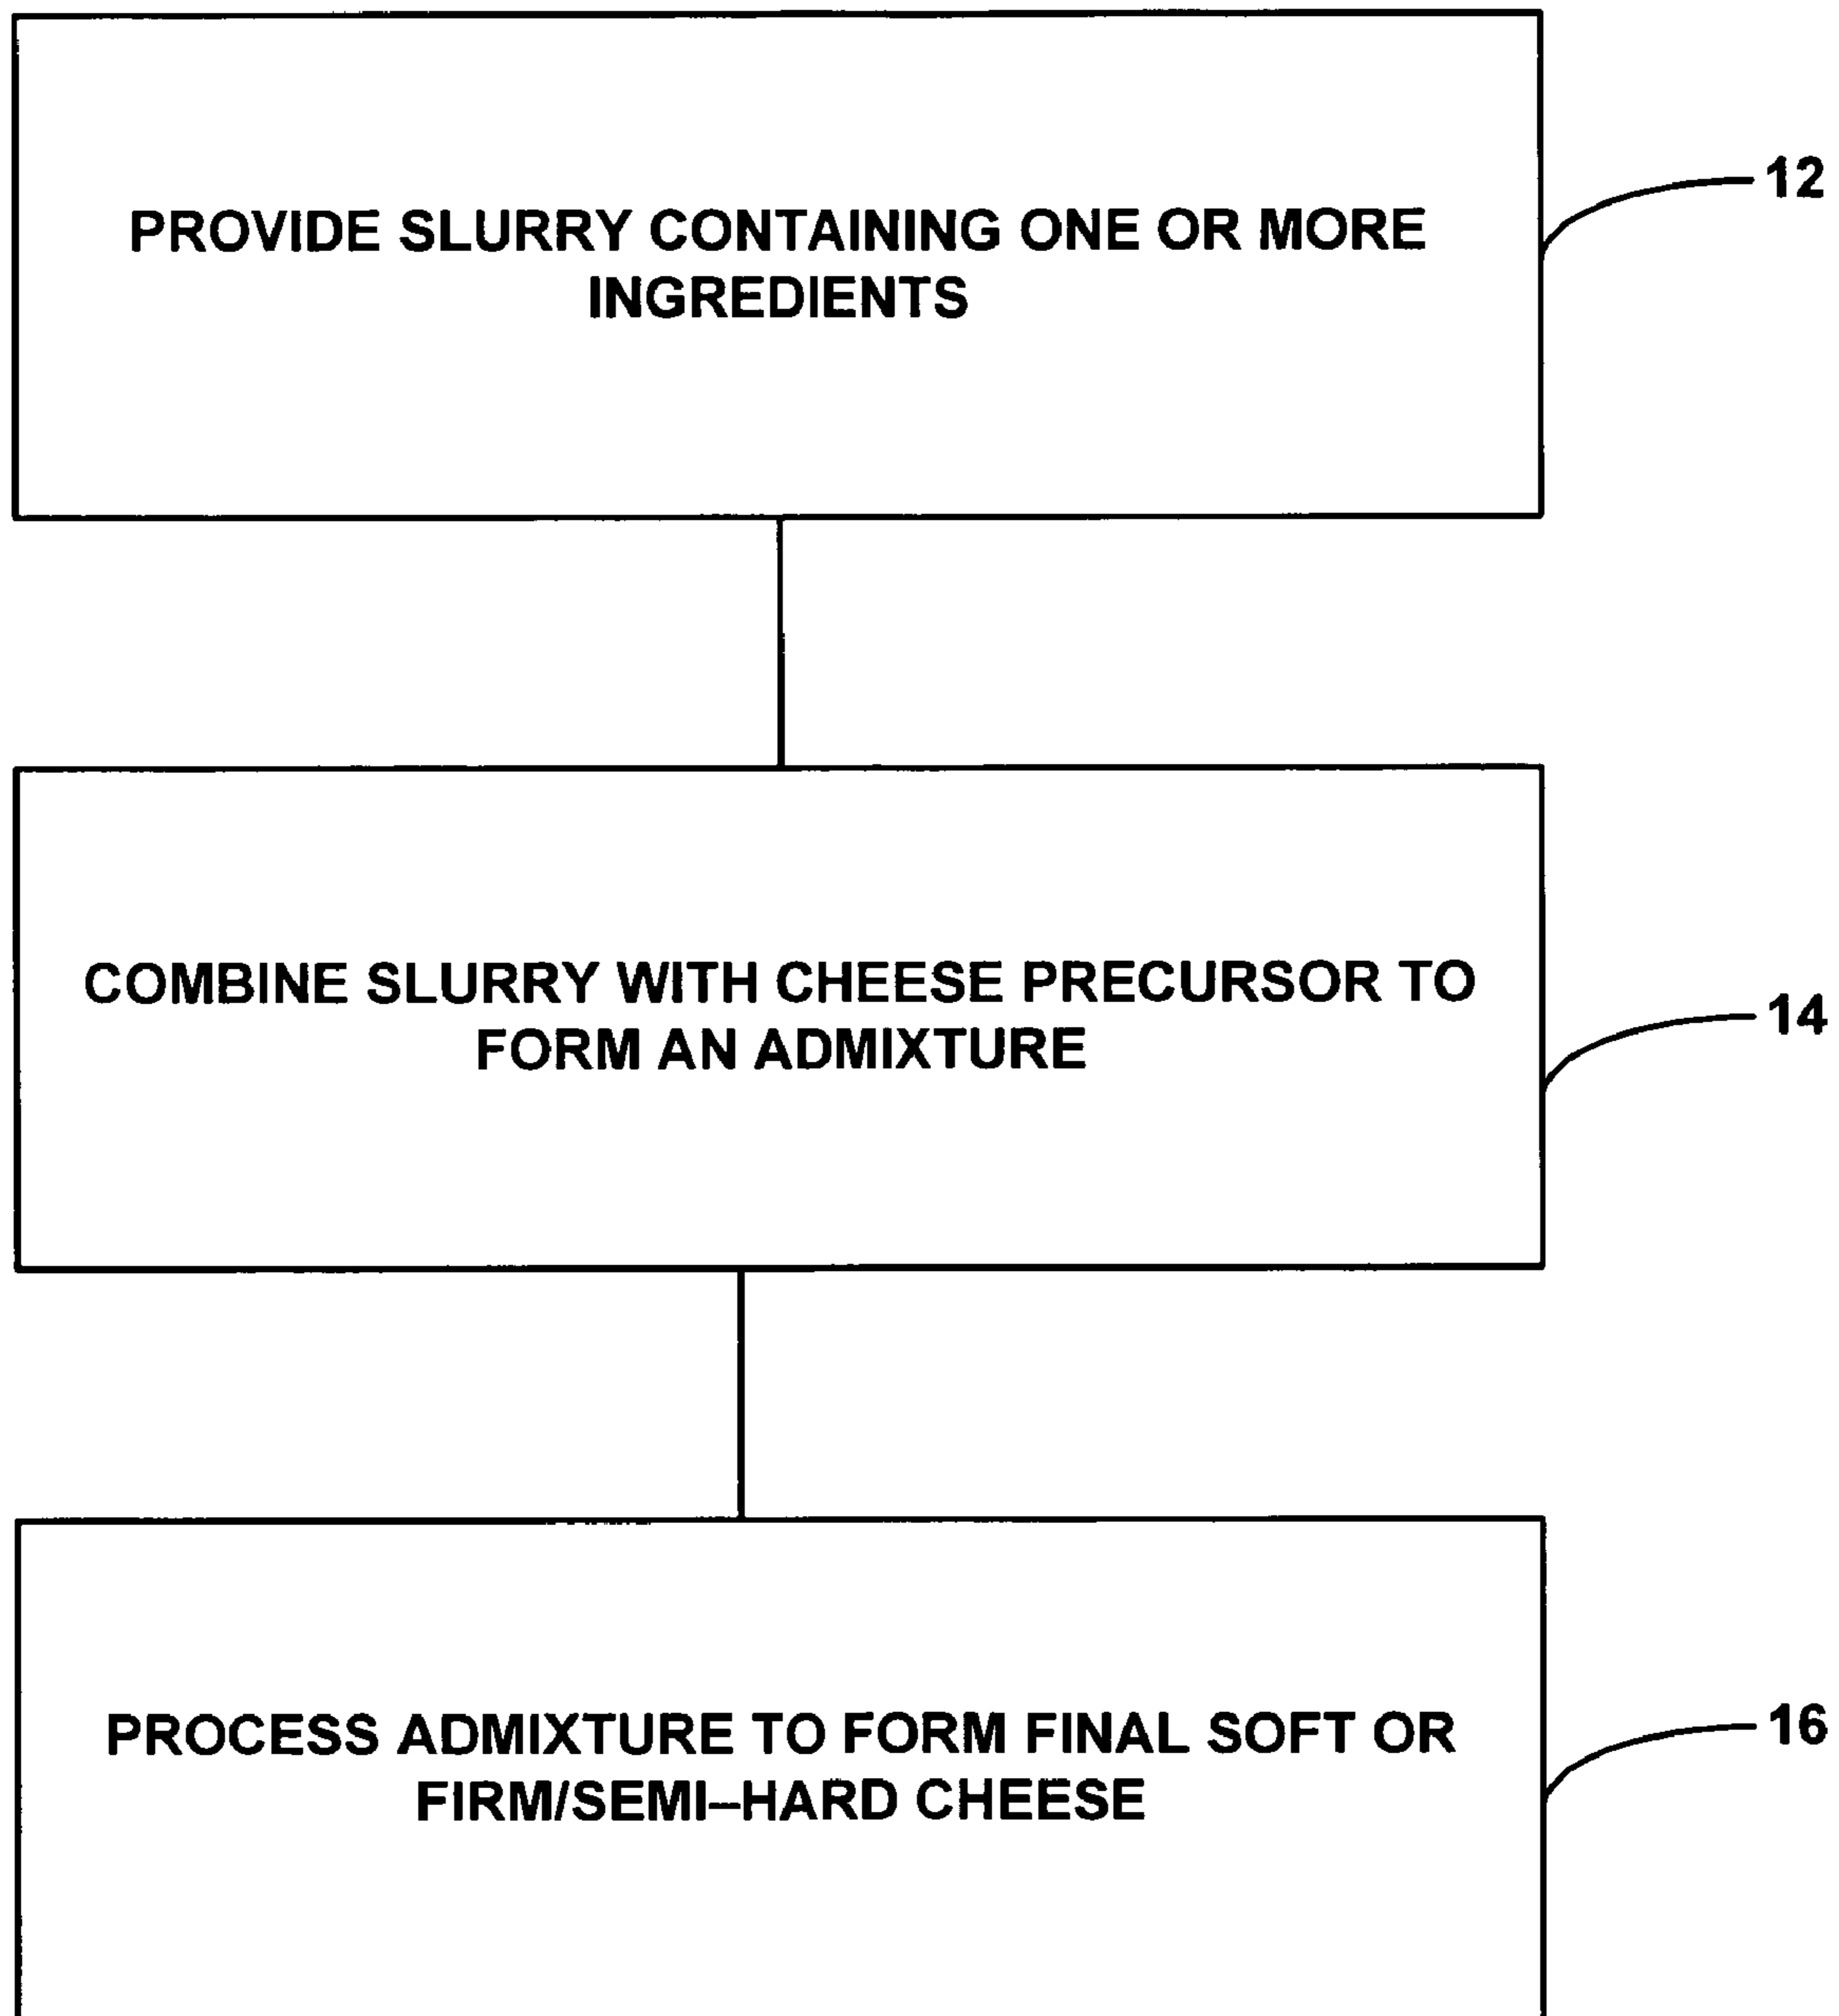 PROVIDE SLURRY CONTAINING ONE OR MORE
INGREDIENTS
12
COMBINE SLURRY WITH CHEESE PRECURSOR TO
FORM AN ADMIXTURE
14
PROCESS ADMIXTURE TO FORM FINAL SOFT OR
FIRM/SEMI–HARD CHEESE
16